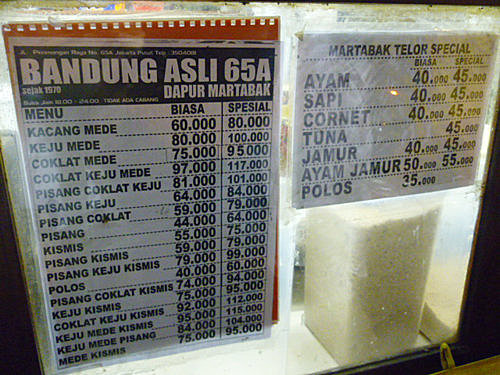 JL. Pecenongan Raya No. 65A Jakarta Pusat Telp : 3504018
BANDUNG ASLI 65A
sejak 1970 DAPUR MARTABAK
Buka Jam 16.00 - 24.00 TIDAK ADA CABANG
MENU BIASA SPESIAL
KACANG MEDE 60.000 80.000
KEJU MEDE 80.000 100.000
COKLAT MEDE 75.000 95000
COKLAT KEJU MEDE 97.000 117.000
PISANG COKLAT KEJU 81.000 101.000
PISANG KEJU 64.000 84.000
PISANG COKLAT 59.000 79.000
PISANG 44.000 64.000
KISMIS 55.000 75.000
PISANG KISMIS 59.000 79.000
PISANG KEJU KISMIS 79.000 99.000
POLOS 40.000 60.000
PISANG COKLAT KISMIS 74.000 94.000
KEJU KISMIS 75.000 95.000
COKLAT KEJU KISMIS 92.000 112.000
KEJU MEDE KISMIS 95.000 115.000
KEJU MEDE PISANG 84.000 104.000
MEDE KISMIS 75.000 95.000
MARTABAK TELOR SPECIAL
BIASA SPESIAL
AYAM 40.000 45.000
SAPI 40.000 45.000
CORNET 40.000 45.000
TUNA 45.000
JAMUR 40.000 45.000
AYAM JAMUR 50.000 55.000
POLOS 35.000